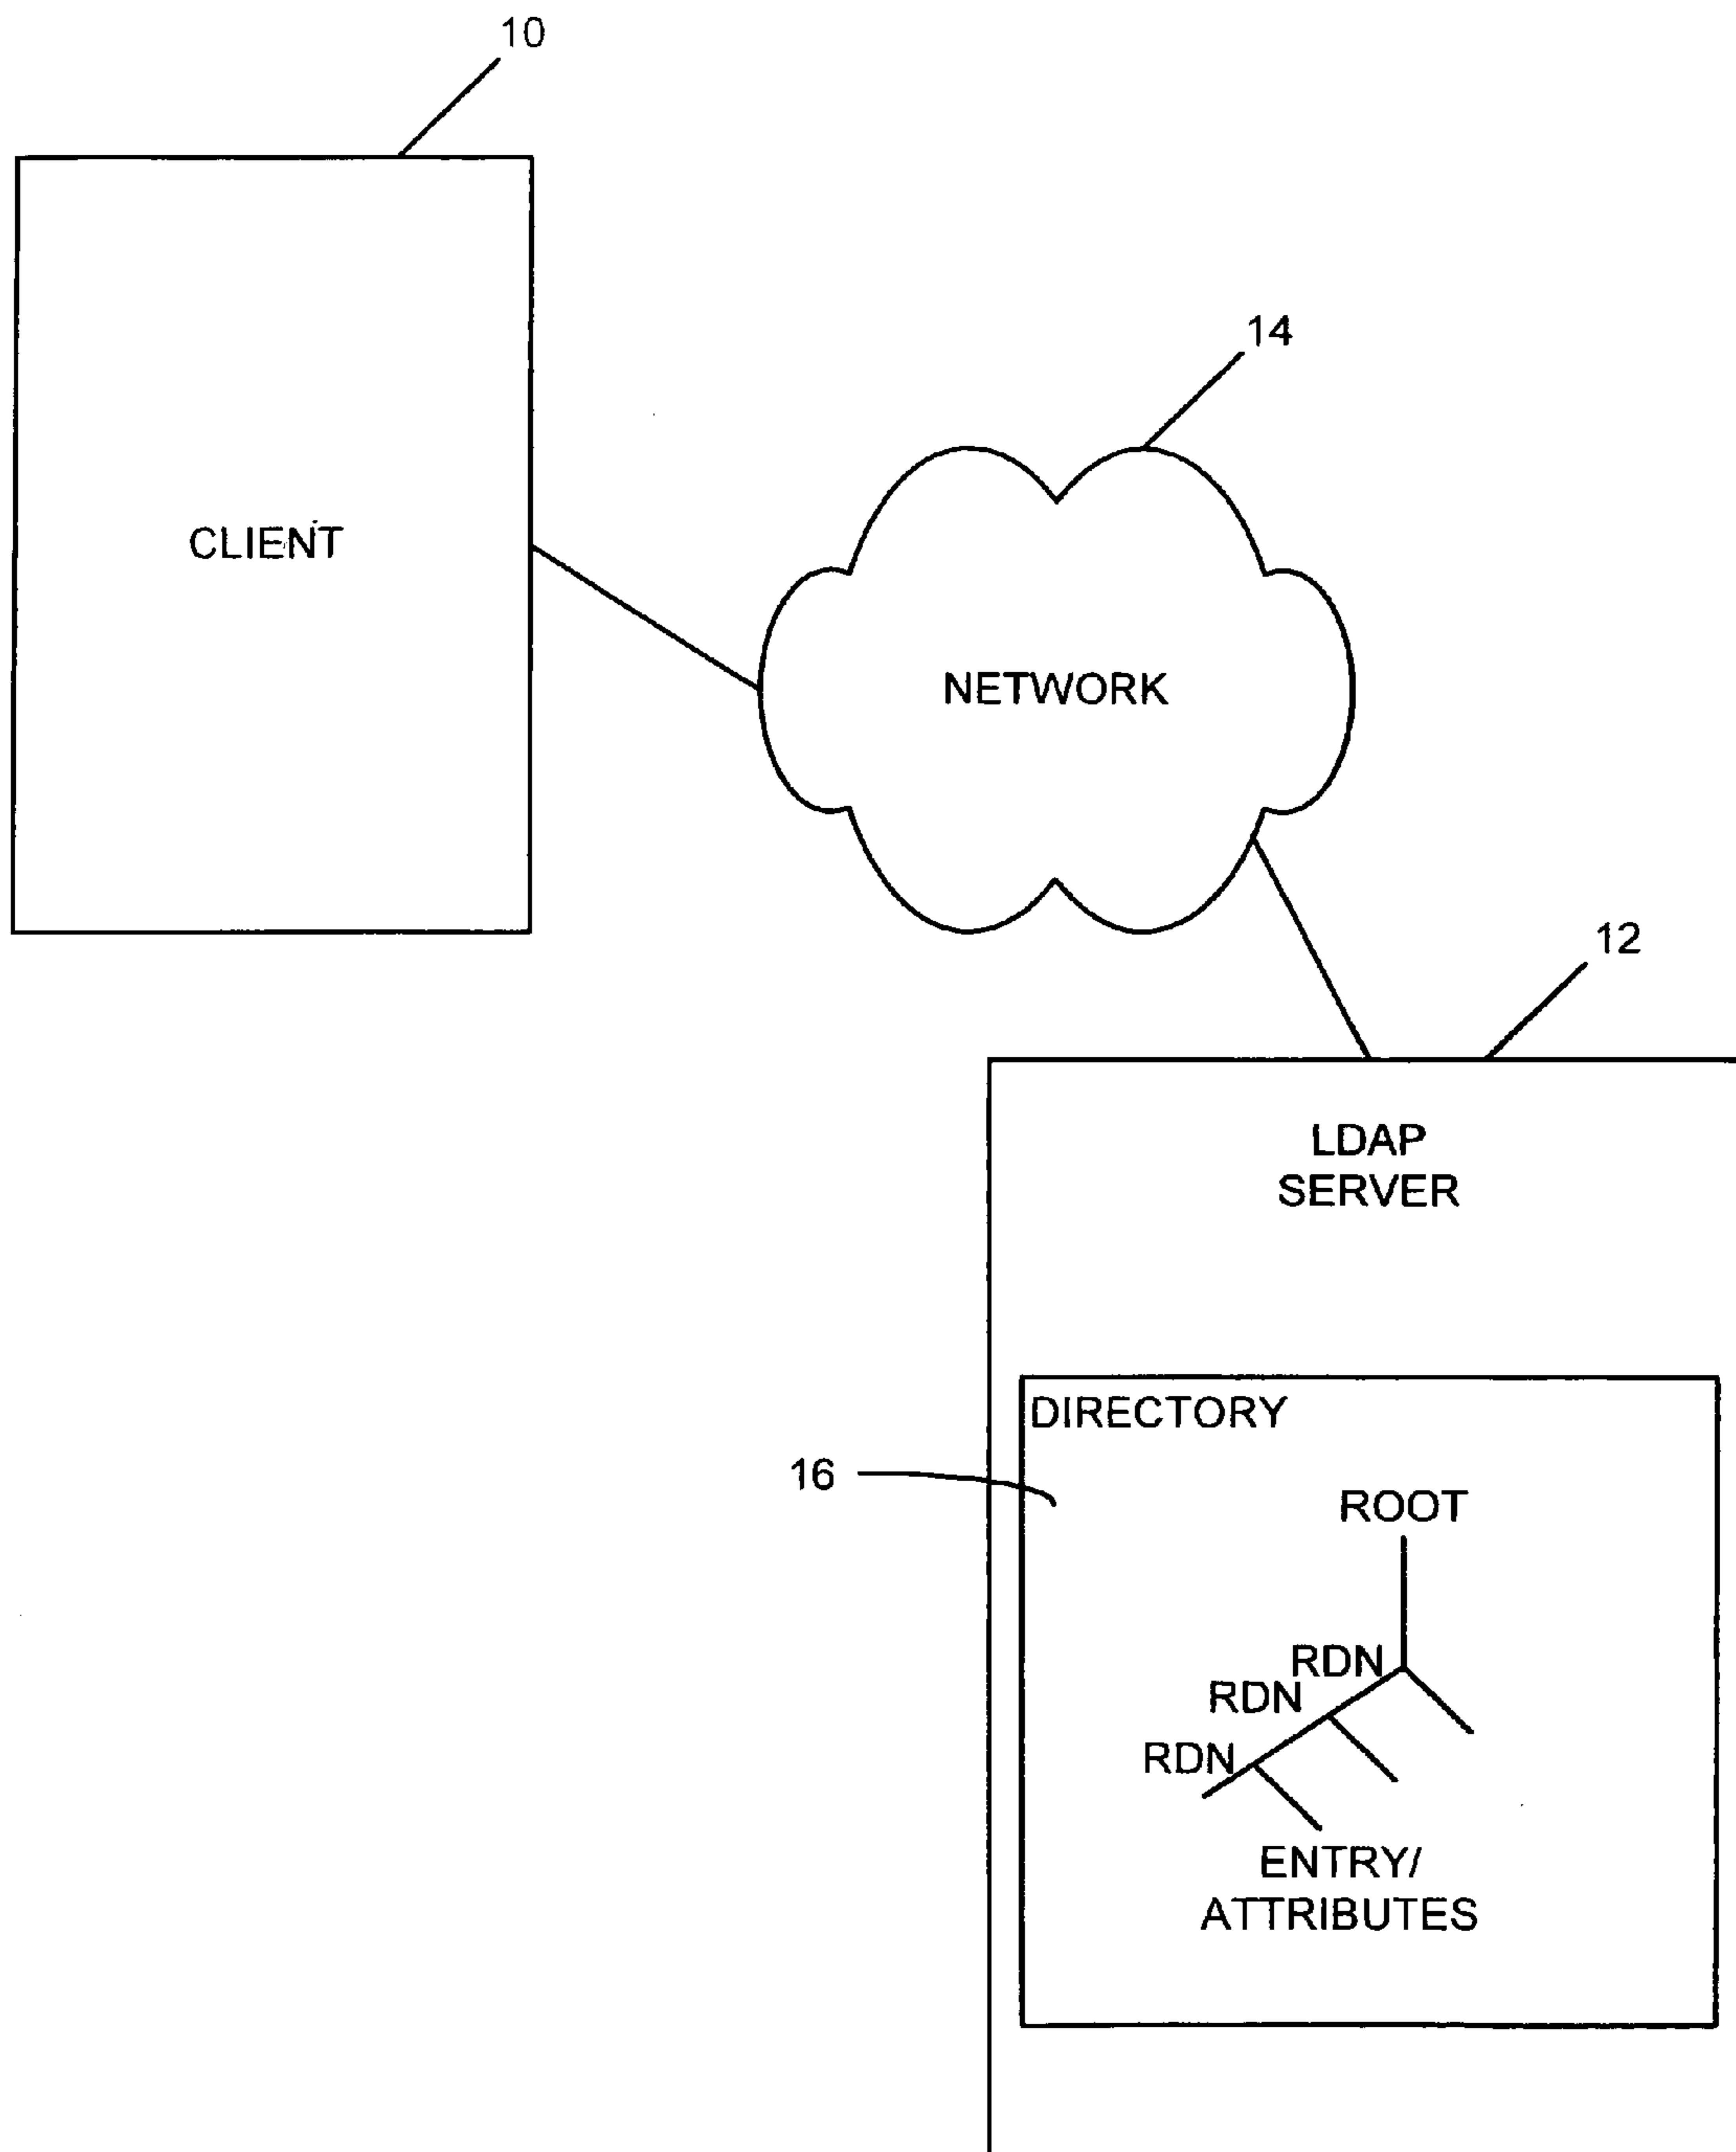 10
14
CLIENT
NETWORK
12
LDAP
SERVER
DIRECTORY
16
ROOT
RDN
RDN
RDN
ENTRY/
ATTRIBUTES